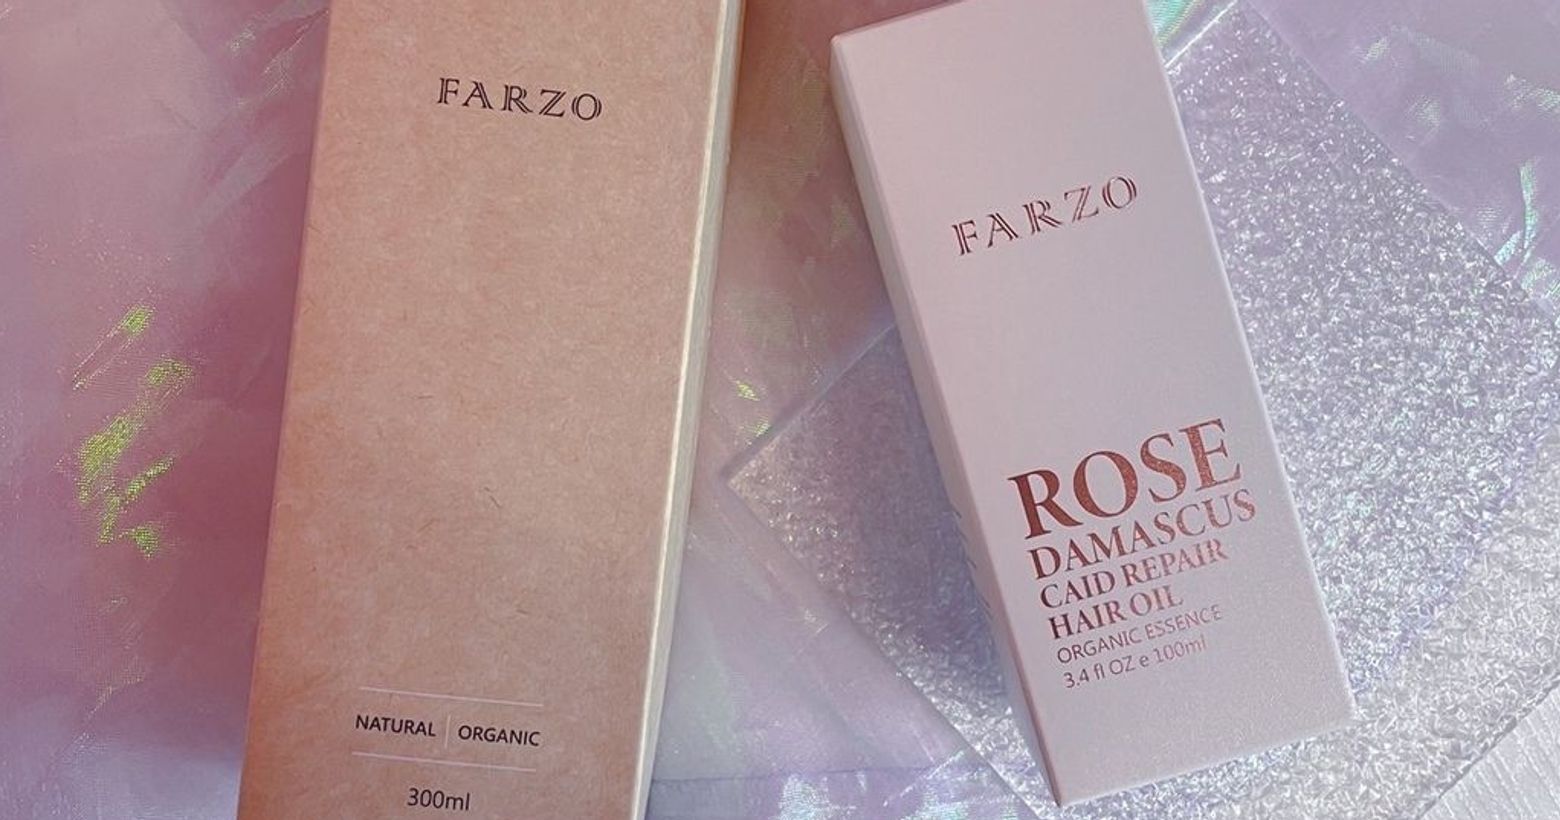 FARZO
NATURAL | ORGANIC
300ml
FARZO
ROSE
DAMASCUS
CAID REPAIR
HAIR OIL
ORGANIC ESSENCE
3.4 fl OZ e 100ml